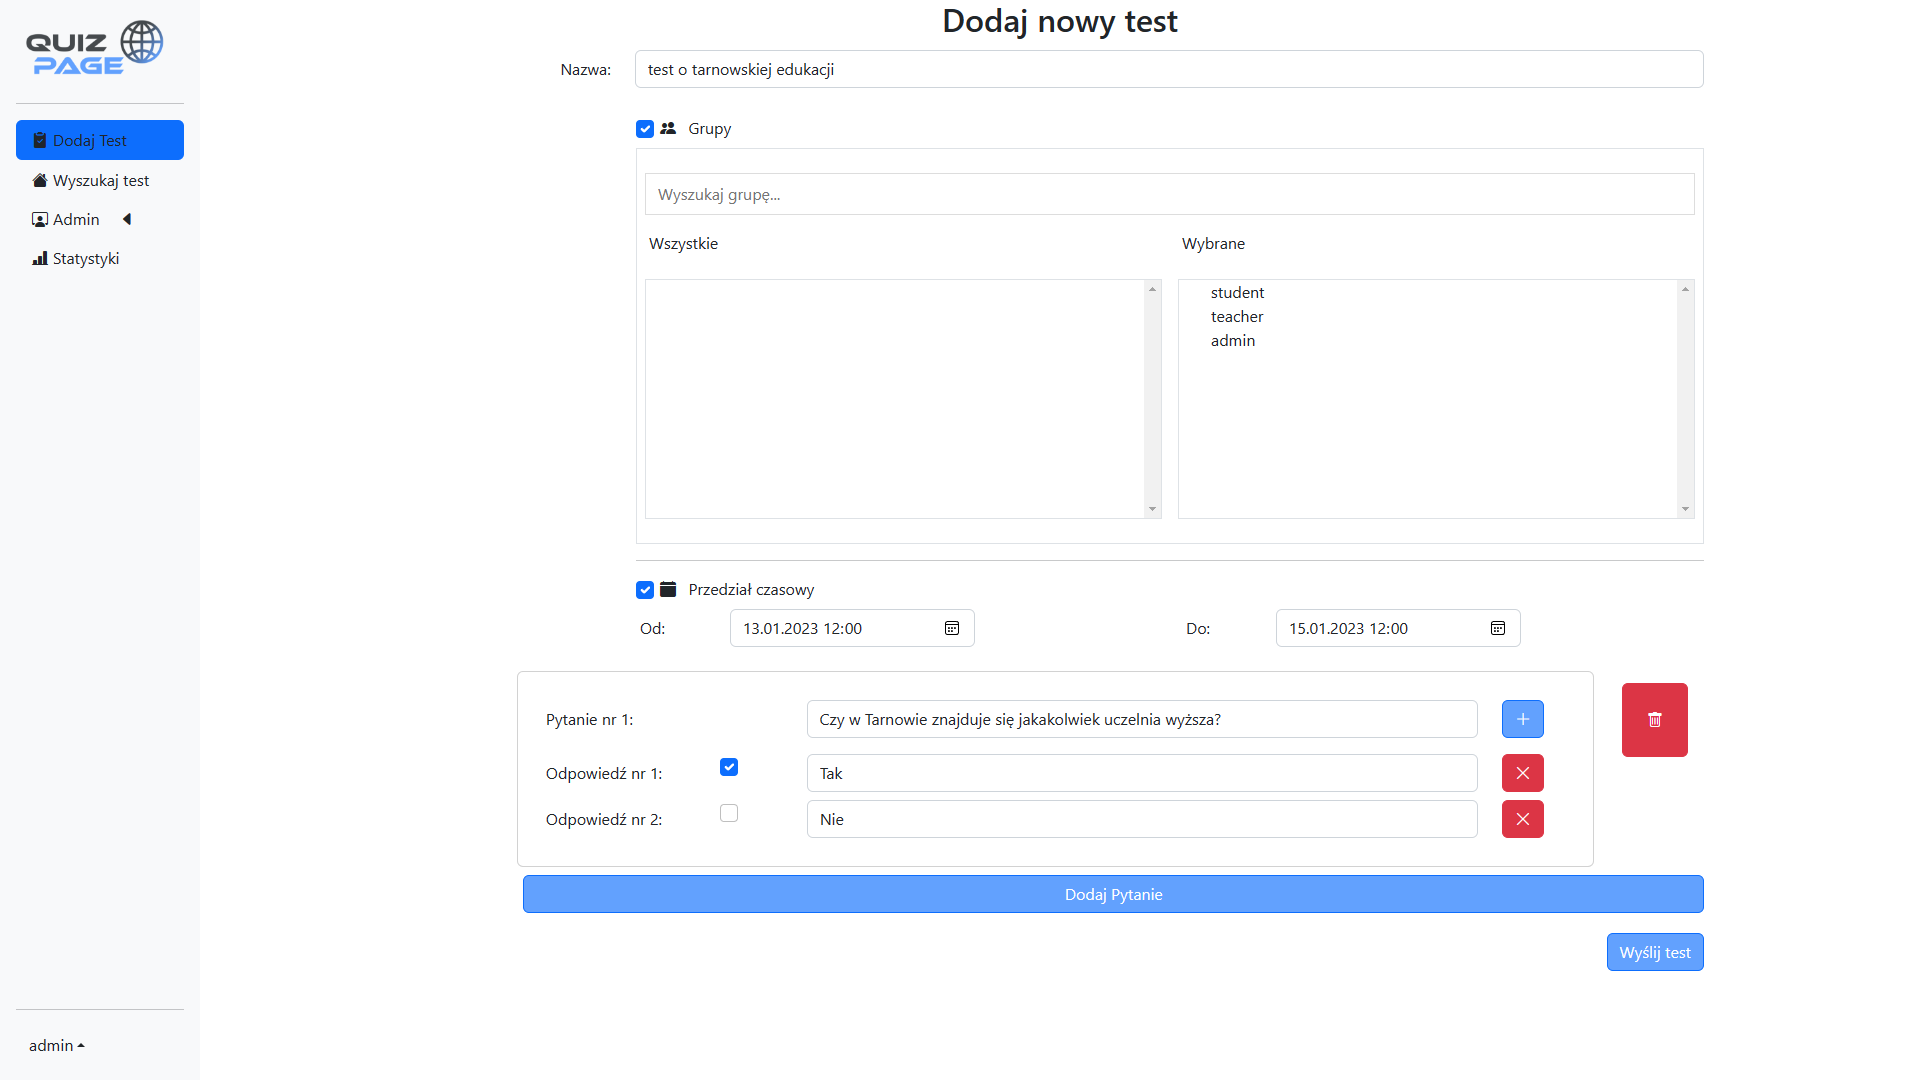 QUIZ
PAGE
Dodaj Test
Wyszukaj test
Admin
Statystyki
admin
Dodaj nowy test
Nazwa: test o tarnowskiej edukacji
Grupy
Wyszukaj grupę...
Wszystkie Wybrane
student
teacher
admin
Przedział czasowy
Od: 13.01.2023 12:00 Do: 15.01.2023 12:00
Pytanie nr 1: Czy w Tarnowie znajduje się jakakolwiek uczelnia wyższa?
Odpowiedź nr 1: Tak
Odpowiedź nr 2: Nie
Dodaj Pytanie
Wyślij test